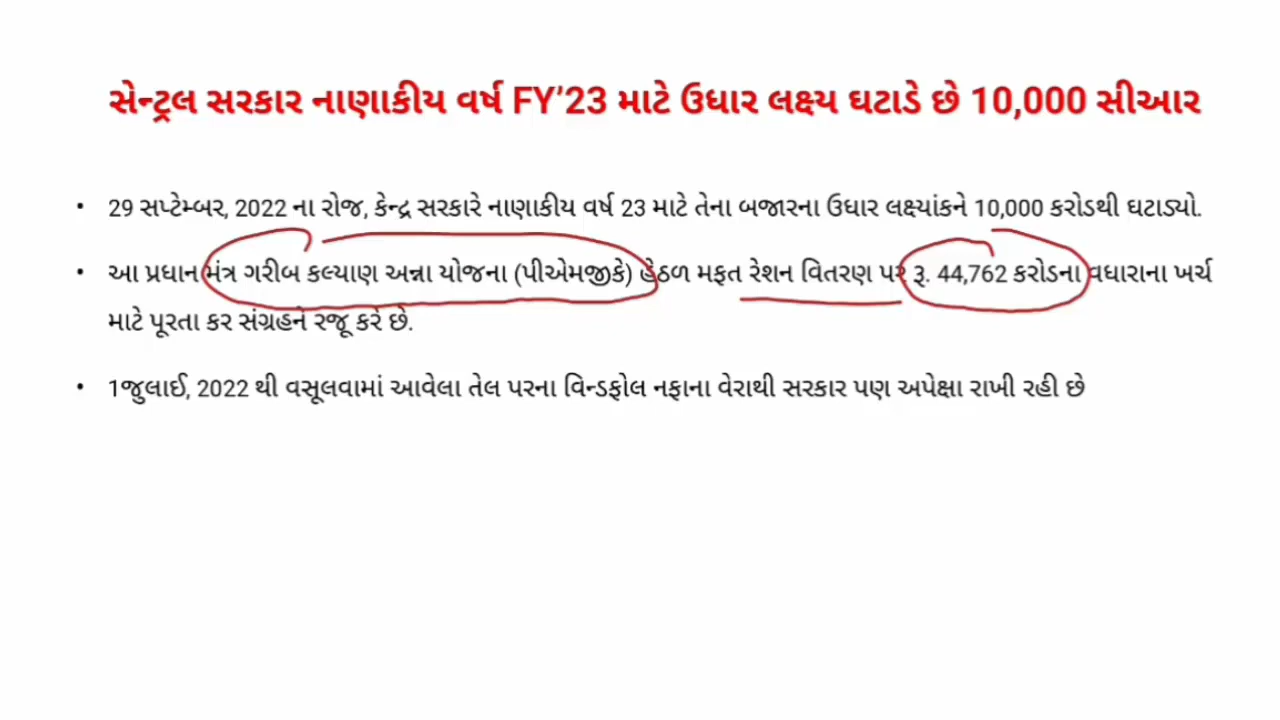 સેન્ટ્રલ સરકાર નાણાકીય વર્ષ FY’23 માટે ઉધાર લક્ષ્ય ઘટાડે છે 10,000 સીઆર
• 29 સપ્ટેમ્બર, 2022 ના રોજ, કેન્દ્ર સરકારે નાણાકીય વર્ષ 23 માટે તેના બજારના ઉધાર લક્ષ્યાંકને 10,000 કરોડથી ઘટાડ્યો.
• આ પ્રધાન મંત્ર ગરીબ કલ્યાણ અન્ના યોજના (પીએમજીકે) હેઠળ મફત રેશન વિતરણ પર રૂ. 44,762 કરોડના વધારાના ખર્ચ
માટે પૂરતા કર સંગ્રહને રજૂ કરે છે.
• 1જુલાઈ, 2022 થી વસૂલવામાં આવેલા તેલ પરના વિન્ડફોલ નફાના વેરાથી સરકાર પણ અપેક્ષા રાખી રહી છે